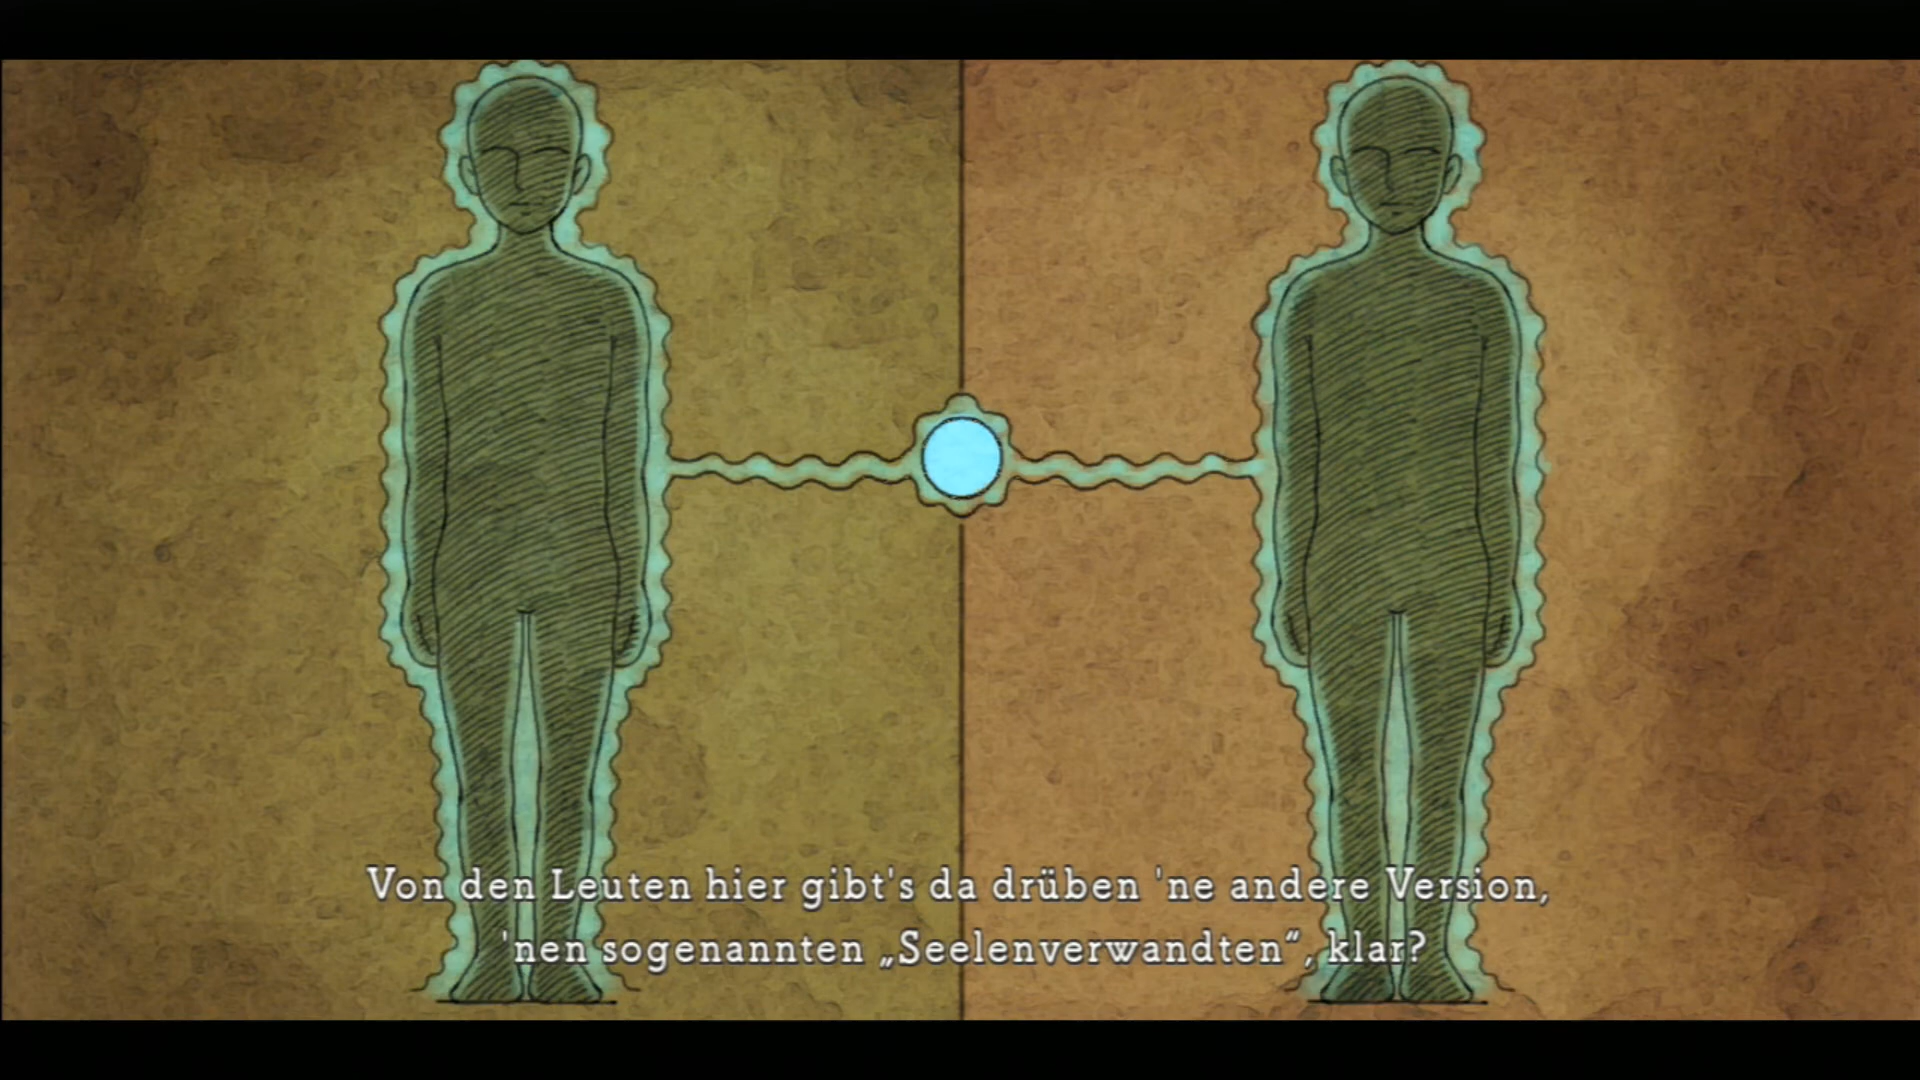 Von den Leuten hier gibt's da drüben 'ne andere Version,
'nen sogenannten „Seelenverwandten“, klar?